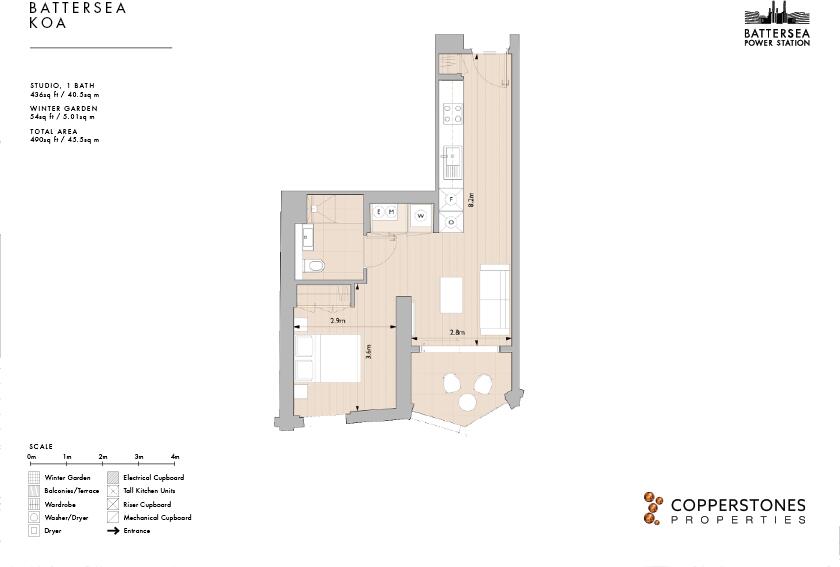 BATTERSEA
KOA
BATTERSEA
POWER STATION
STUDIO, 1 BATH
436sq ft / 40.5sq m
WINTER GARDEN
54sq ft / 5.01sq m
TOTAL AREA
490sq ft / 45.5sq m
8.2m
F
O
E M
W
2.9m
2.8m
3.6m
SCALE
0m 1m 2m 3m 4m
Winter Garden
Balconies/Terrace
Wardrobe
Washer/Dryer
Dryer
Electrical Cupboard
Tall Kitchen Units
Riser Cupboard
Mechanical Cupboard
Entrance
COPPERSTONES
PROPERTIES